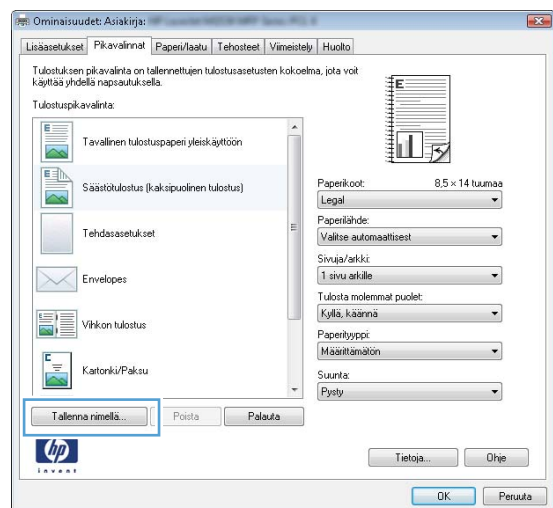 Ominaisuudet: Asiakirja:
Lisäasetukset Pikavalinnat Paperi/laatu Tehosteet Viimeistely Huolto
Tulostuksen pikavalinta on tallennettujen tulostusasetusten kokoelma, jota voit
käyttää yhdellä napsautuksella.
Tulostuspikavalinta:
Tavallinen tulostuspaperi yleiskäyttöön
Säästötulostus (kaksipuolinen tulostus)
Tehdasasetukset
Envelopes
Vihkon tulostus
Kartonki/Paksu
Tallenna nimellä... Poista Palauta
E
Paperikoot: 8,5 × 14 tuumaa
Legal
Paperilähde:
Valitse automaattisest
Sivuja/arkki:
1 sivu arkille
Tulosta molemmat puolet:
Kyllä, käännä
Paperityyppi:
Määrittämätön
Suunta:
Pysty
hp
invent
Tietoja... Ohje
OK Peruuta